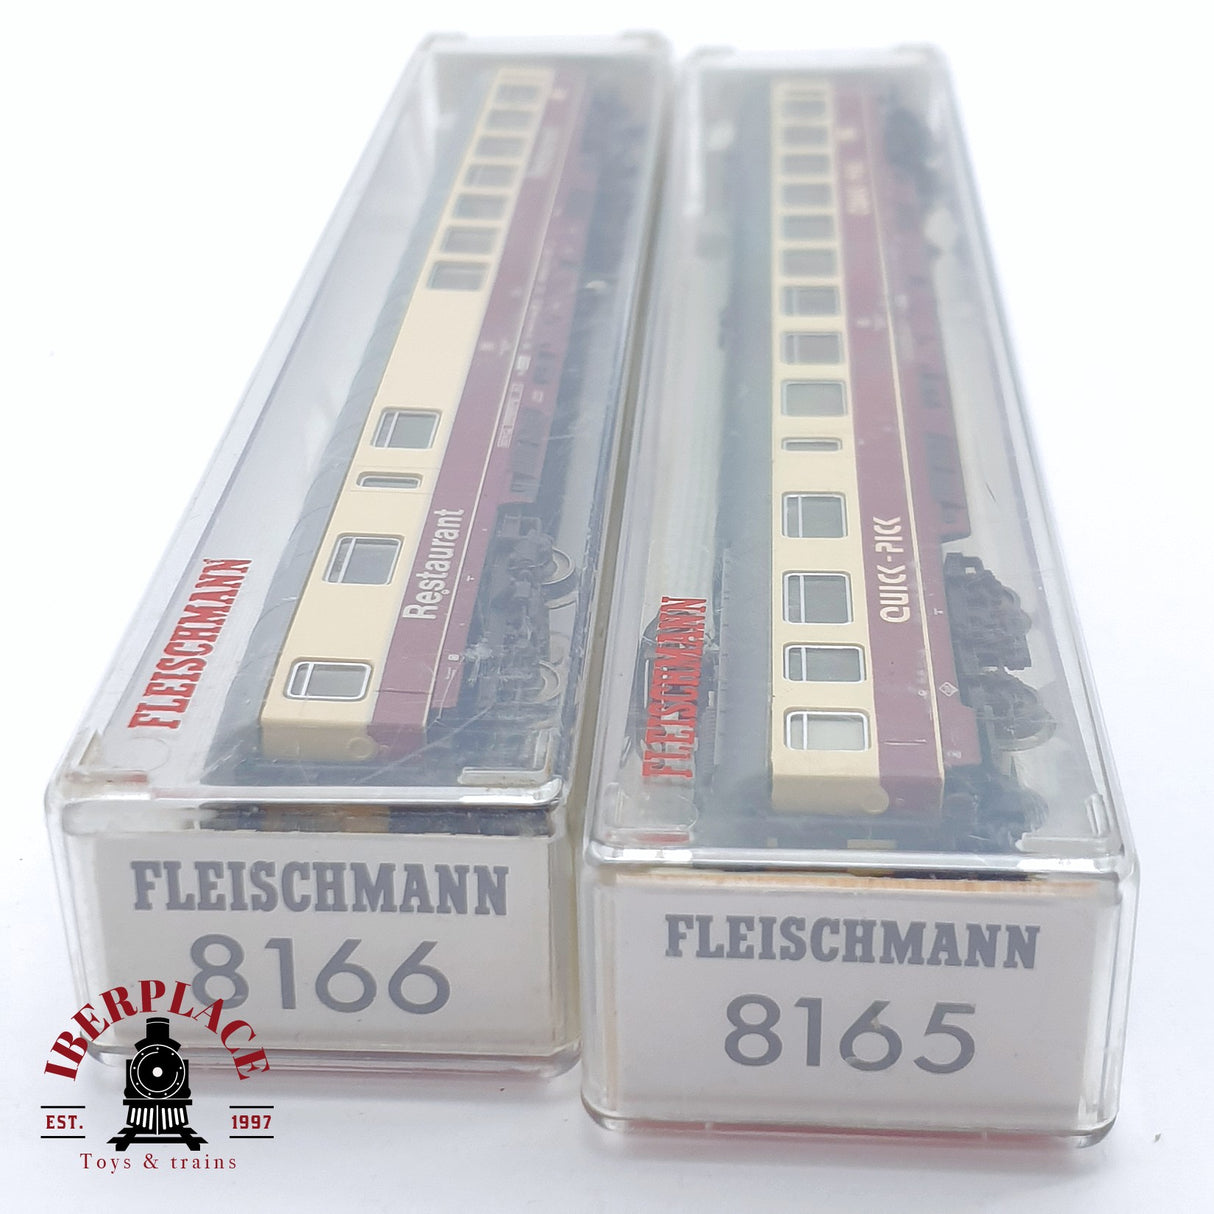 FLEISCHMANN
Restaurant
FLEISCHMANN
QUICK-PICK
FLEISCHMANN
8166
FLEISCHMANN
8165
IBERPLACE
EST. 1997
Toys & trains